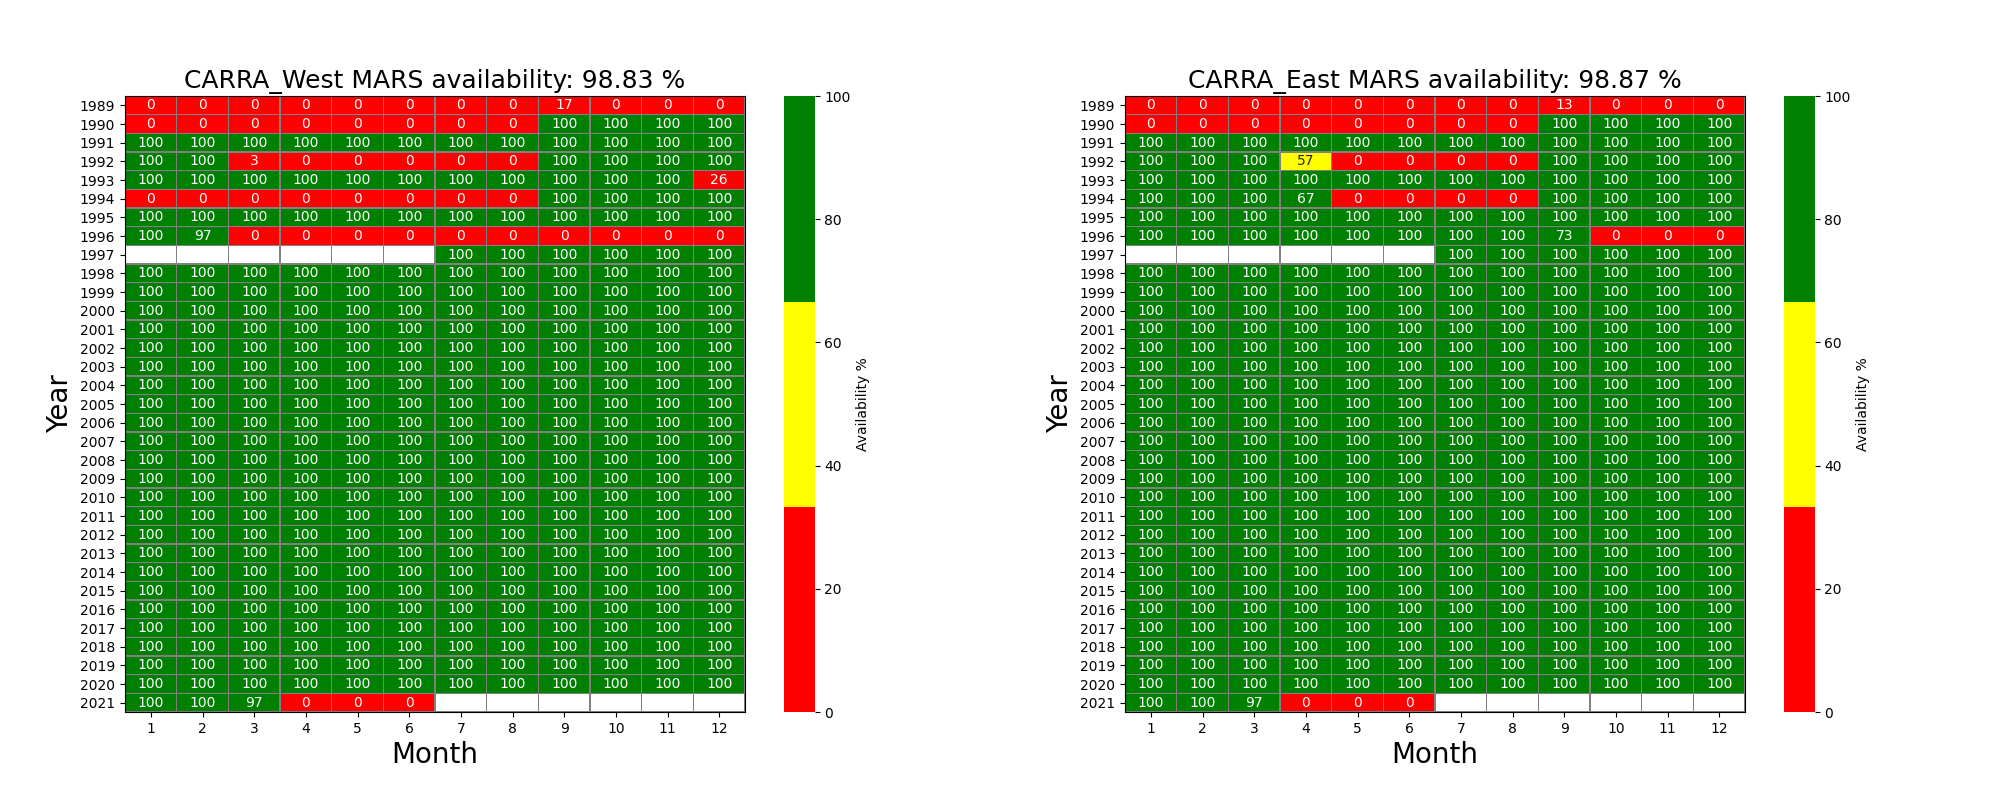 CARRA_West MARS availability: 98.83 %
1989 0 0 0 0 0 0 0 0 17 0 0 0
1990 0 0 0 0 0 0 0 0 100 100 100 100
1991 100 100 100 100 100 100 100 100 100 100 100 100
1992 100 100 3 0 0 0 0 0 100 100 100 100
1993 100 100 100 100 100 100 100 100 100 100 100 26
1994 0 0 0 0 0 0 0 0 100 100 100 100
1995 100 100 100 100 100 100 100 100 100 100 100 100
1996 100 97 0 0 0 0 0 0 0 0 0 0
1997 100 100 100 100 100 100
1998 100 100 100 100 100 100 100 100 100 100 100 100
1999 100 100 100 100 100 100 100 100 100 100 100 100
2000 100 100 100 100 100 100 100 100 100 100 100 100
2001 100 100 100 100 100 100 100 100 100 100 100 100
2002 100 100 100 100 100 100 100 100 100 100 100 100
2003 100 100 100 100 100 100 100 100 100 100 100 100
2004 100 100 100 100 100 100 100 100 100 100 100 100
2005 100 100 100 100 100 100 100 100 100 100 100 100
2006 100 100 100 100 100 100 100 100 100 100 100 100
2007 100 100 100 100 100 100 100 100 100 100 100 100
2008 100 100 100 100 100 100 100 100 100 100 100 100
2009 100 100 100 100 100 100 100 100 100 100 100 100
2010 100 100 100 100 100 100 100 100 100 100 100 100
2011 100 100 100 100 100 100 100 100 100 100 100 100
2012 100 100 100 100 100 100 100 100 100 100 100 100
2013 100 100 100 100 100 100 100 100 100 100 100 100
2014 100 100 100 100 100 100 100 100 100 100 100 100
2015 100 100 100 100 100 100 100 100 100 100 100 100
2016 100 100 100 100 100 100 100 100 100 100 100 100
2017 100 100 100 100 100 100 100 100 100 100 100 100
2018 100 100 100 100 100 100 100 100 100 100 100 100
2019 100 100 100 100 100 100 100 100 100 100 100 100
2020 100 100 100 100 100 100 100 100 100 100 100 100
2021 100 100 97 0 0 0
1 2 3 4 5 6 7 8 9 10 11 12
Month
Year
100
80
60
40
20
0
Availability %
CARRA_East MARS availability: 98.87 %
1989 0 0 0 0 0 0 0 0 13 0 0 0
1990 0 0 0 0 0 0 0 0 100 100 100 100
1991 100 100 100 100 100 100 100 100 100 100 100 100
1992 100 100 100 57 0 0 0 0 100 100 100 100
1993 100 100 100 100 100 100 100 100 100 100 100 100
1994 100 100 100 67 0 0 0 0 100 100 100 100
1995 100 100 100 100 100 100 100 100 100 100 100 100
1996 100 100 100 100 100 100 100 100 73 0 0 0
1997 100 100 100 100 100 100
1998 100 100 100 100 100 100 100 100 100 100 100 100
1999 100 100 100 100 100 100 100 100 100 100 100 100
2000 100 100 100 100 100 100 100 100 100 100 100 100
2001 100 100 100 100 100 100 100 100 100 100 100 100
2002 100 100 100 100 100 100 100 100 100 100 100 100
2003 100 100 100 100 100 100 100 100 100 100 100 100
2004 100 100 100 100 100 100 100 100 100 100 100 100
2005 100 100 100 100 100 100 100 100 100 100 100 100
2006 100 100 100 100 100 100 100 100 100 100 100 100
2007 100 100 100 100 100 100 100 100 100 100 100 100
2008 100 100 100 100 100 100 100 100 100 100 100 100
2009 100 100 100 100 100 100 100 100 100 100 100 100
2010 100 100 100 100 100 100 100 100 100 100 100 100
2011 100 100 100 100 100 100 100 100 100 100 100 100
2012 100 100 100 100 100 100 100 100 100 100 100 100
2013 100 100 100 100 100 100 100 100 100 100 100 100
2014 100 100 100 100 100 100 100 100 100 100 100 100
2015 100 100 100 100 100 100 100 100 100 100 100 100
2016 100 100 100 100 100 100 100 100 100 100 100 100
2017 100 100 100 100 100 100 100 100 100 100 100 100
2018 100 100 100 100 100 100 100 100 100 100 100 100
2019 100 100 100 100 100 100 100 100 100 100 100 100
2020 100 100 100 100 100 100 100 100 100 100 100 100
2021 100 100 97 0 0 0
1 2 3 4 5 6 7 8 9 10 11 12
Month
Year
100
80
60
40
20
0
Availability %